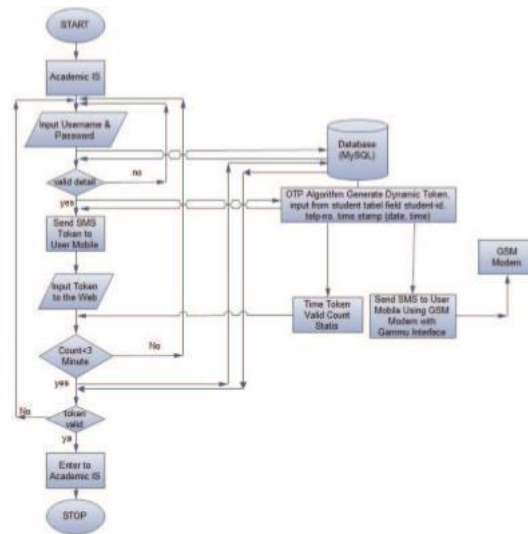 START
Academic IS
Input Username &
Password
Database
(MySQL)
valid detail
no
yes
OTP Algorithm Generate Dynamic Token,
input from student tabel field student-id,
telp-no, time stamp (date, time)
Send SMS
Token to
User Mobile
GSM
Modem
Input Token
to the Web
Time Token
Valid Count
Statis
Send SMS to User
Mobile Using GSM
Modem with
Gammu Interface
Count<3
Minute
No
yes
token
valid
No
ya
Enter to
Academic IS
STOP